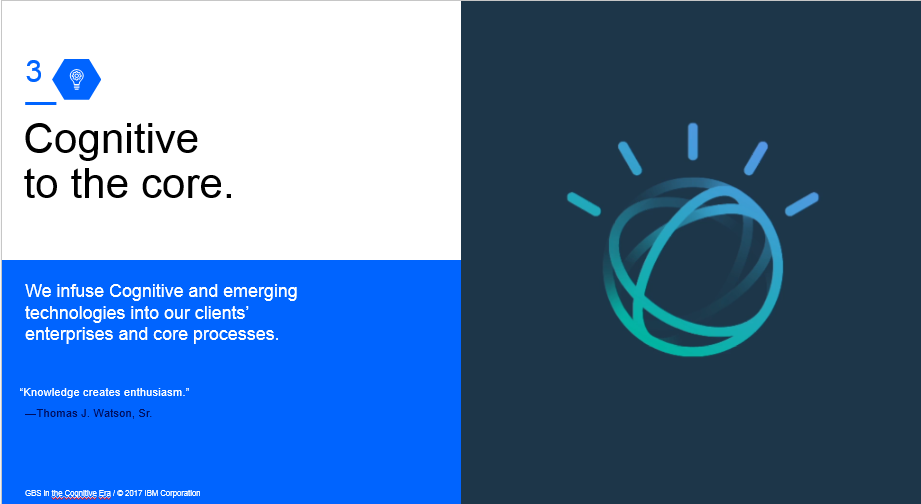 3
Cognitive
to the core.
We infuse Cognitive and emerging
technologies into our clients’
enterprises and core processes.
“Knowledge creates enthusiasm.”
—Thomas J. Watson, Sr.
GBS in the Cognitive Era / © 2017 IBM Corporation